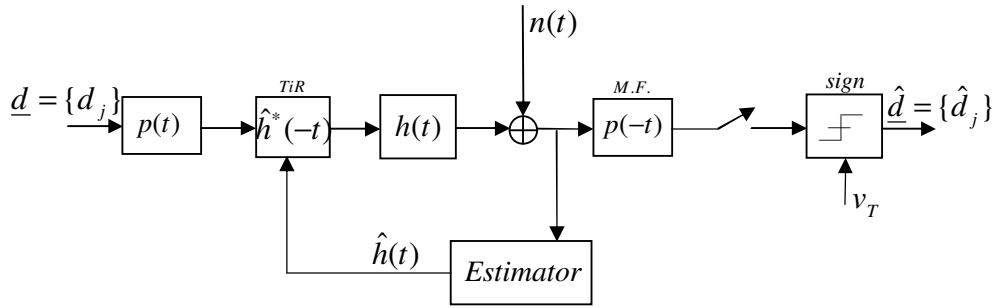 n(t)
TiR
M.F.
sign
d = {d_j}
p(t)
ĥ*(-t)
h(t)
p(-t)
d̂ = {d̂_j}
v_T
ĥ(t)
Estimator